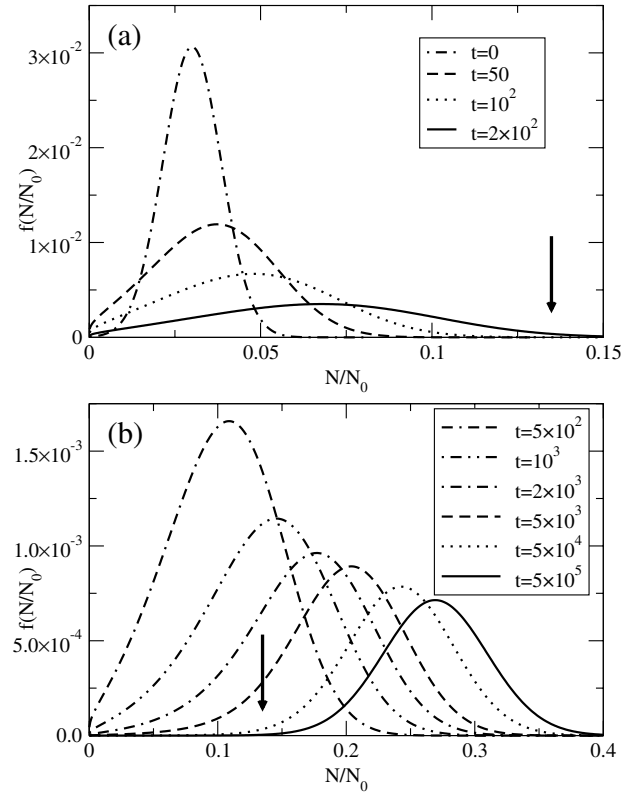 (a)
f(N/N₀)
3×10⁻²
2×10⁻²
1×10⁻²
0
t=0
t=50
t=10²
t=2×10²
0 0.05 0.1 0.15
N/N₀
(b)
f(N/N₀)
1.5×10⁻³
1.0×10⁻³
5.0×10⁻⁴
0.0
t=5×10²
t=10³
t=2×10³
t=5×10³
t=5×10⁴
t=5×10⁵
0 0.1 0.2 0.3 0.4
N/N₀